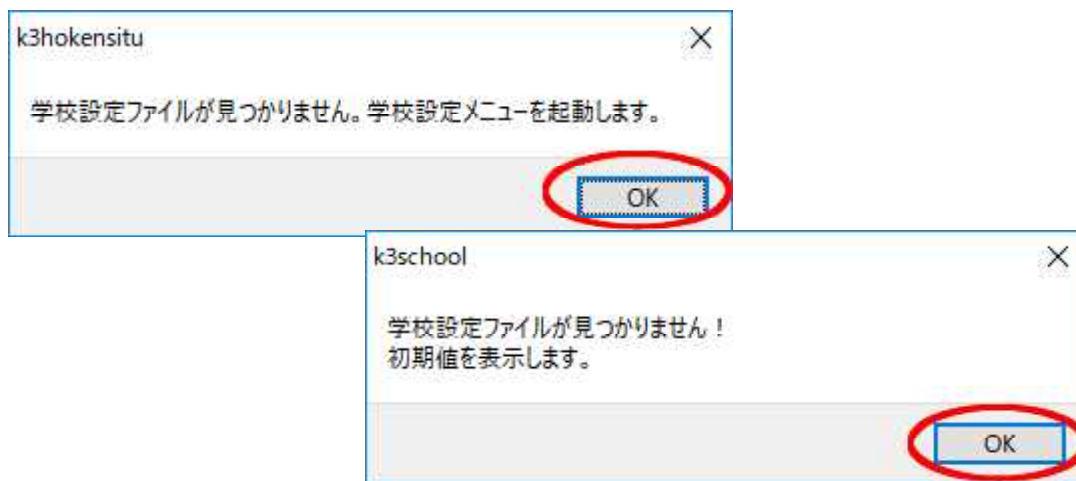 k3hokensitu
学校設定ファイルが見つかりません。学校設定メニューを起動します。
OK
k3school
学校設定ファイルが見つかりません！
初期値を表示します。
OK